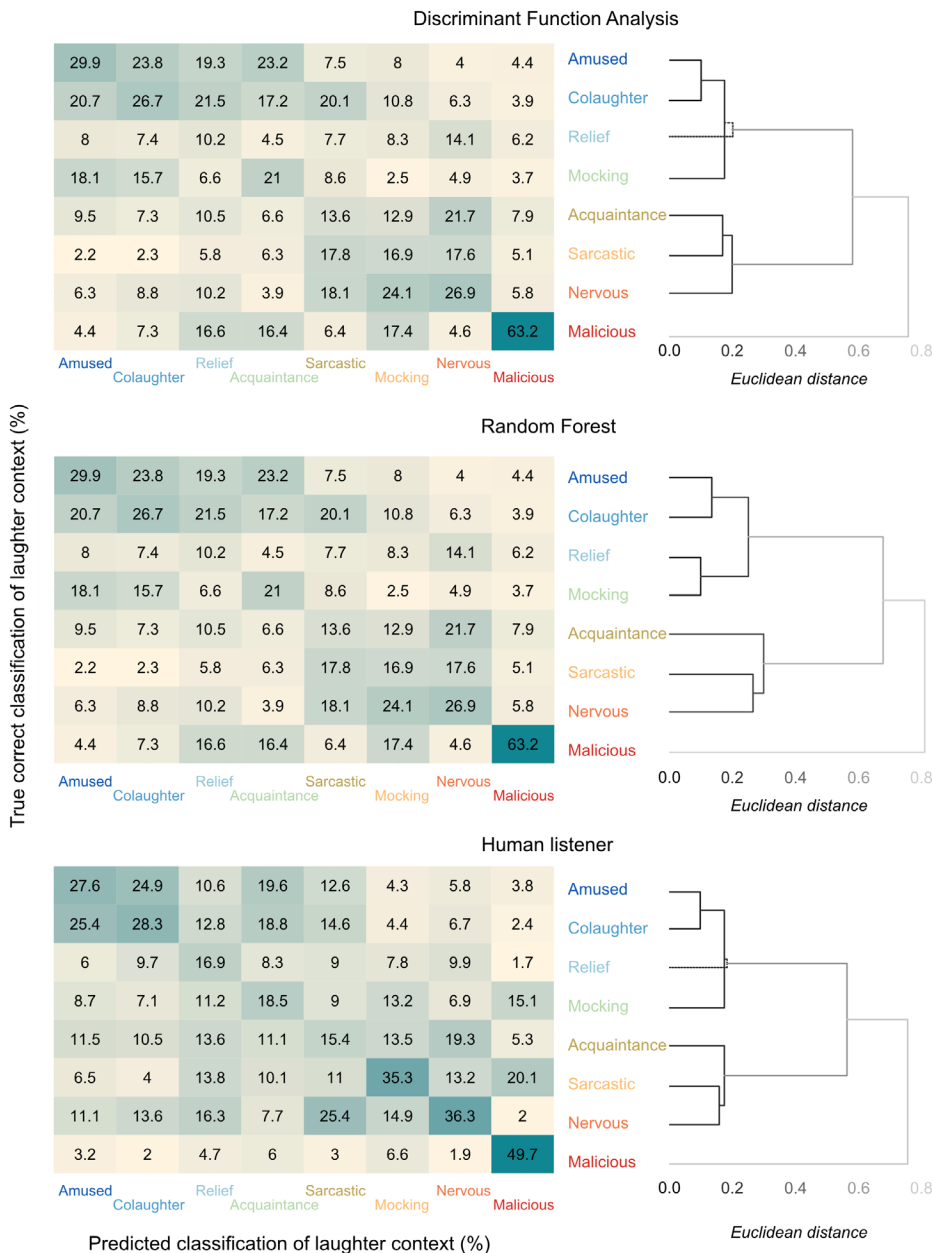 Discriminant Function Analysis
29.9 23.8 19.3 23.2 7.5 8 4 4.4 Amused
20.7 26.7 21.5 17.2 20.1 10.8 6.3 3.9 Colaughter
8 7.4 10.2 4.5 7.7 8.3 14.1 6.2 Relief
18.1 15.7 6.6 21 8.6 2.5 4.9 3.7 Mocking
9.5 7.3 10.5 6.6 13.6 12.9 21.7 7.9 Acquaintance
2.2 2.3 5.8 6.3 17.8 16.9 17.6 5.1 Sarcastic
6.3 8.8 10.2 3.9 18.1 24.1 26.9 5.8 Nervous
4.4 7.3 16.6 16.4 6.4 17.4 4.6 63.2 Malicious
0.0 0.2 0.4 0.6 0.8
Amused Relief Sarcastic Nervous
Colaughter Acquaintance Mocking Malicious
Euclidean distance
True correct classification of laughter context (%)
Random Forest
29.9 23.8 19.3 23.2 7.5 8 4 4.4 Amused
20.7 26.7 21.5 17.2 20.1 10.8 6.3 3.9 Colaughter
8 7.4 10.2 4.5 7.7 8.3 14.1 6.2 Relief
18.1 15.7 6.6 21 8.6 2.5 4.9 3.7 Mocking
9.5 7.3 10.5 6.6 13.6 12.9 21.7 7.9 Acquaintance
2.2 2.3 5.8 6.3 17.8 16.9 17.6 5.1 Sarcastic
6.3 8.8 10.2 3.9 18.1 24.1 26.9 5.8 Nervous
4.4 7.3 16.6 16.4 6.4 17.4 4.6 63.2 Malicious
0.0 0.2 0.4 0.6 0.8
Amused Relief Sarcastic Nervous
Colaughter Acquaintance Mocking Malicious
Euclidean distance
Human listener
27.6 24.9 10.6 19.6 12.6 4.3 5.8 3.8 Amused
25.4 28.3 12.8 18.8 14.6 4.4 6.7 2.4 Colaughter
6 9.7 16.9 8.3 9 7.8 9.9 1.7 Relief
8.7 7.1 11.2 18.5 9 13.2 6.9 15.1 Mocking
11.5 10.5 13.6 11.1 15.4 13.5 19.3 5.3 Acquaintance
6.5 4 13.8 10.1 11 35.3 13.2 20.1 Sarcastic
11.1 13.6 16.3 7.7 25.4 14.9 36.3 2 Nervous
3.2 2 4.7 6 3 6.6 1.9 49.7 Malicious
0.0 0.2 0.4 0.6 0.8
Amused Relief Sarcastic Nervous
Colaughter Acquaintance Mocking Malicious
Euclidean distance
Predicted classification of laughter context (%)